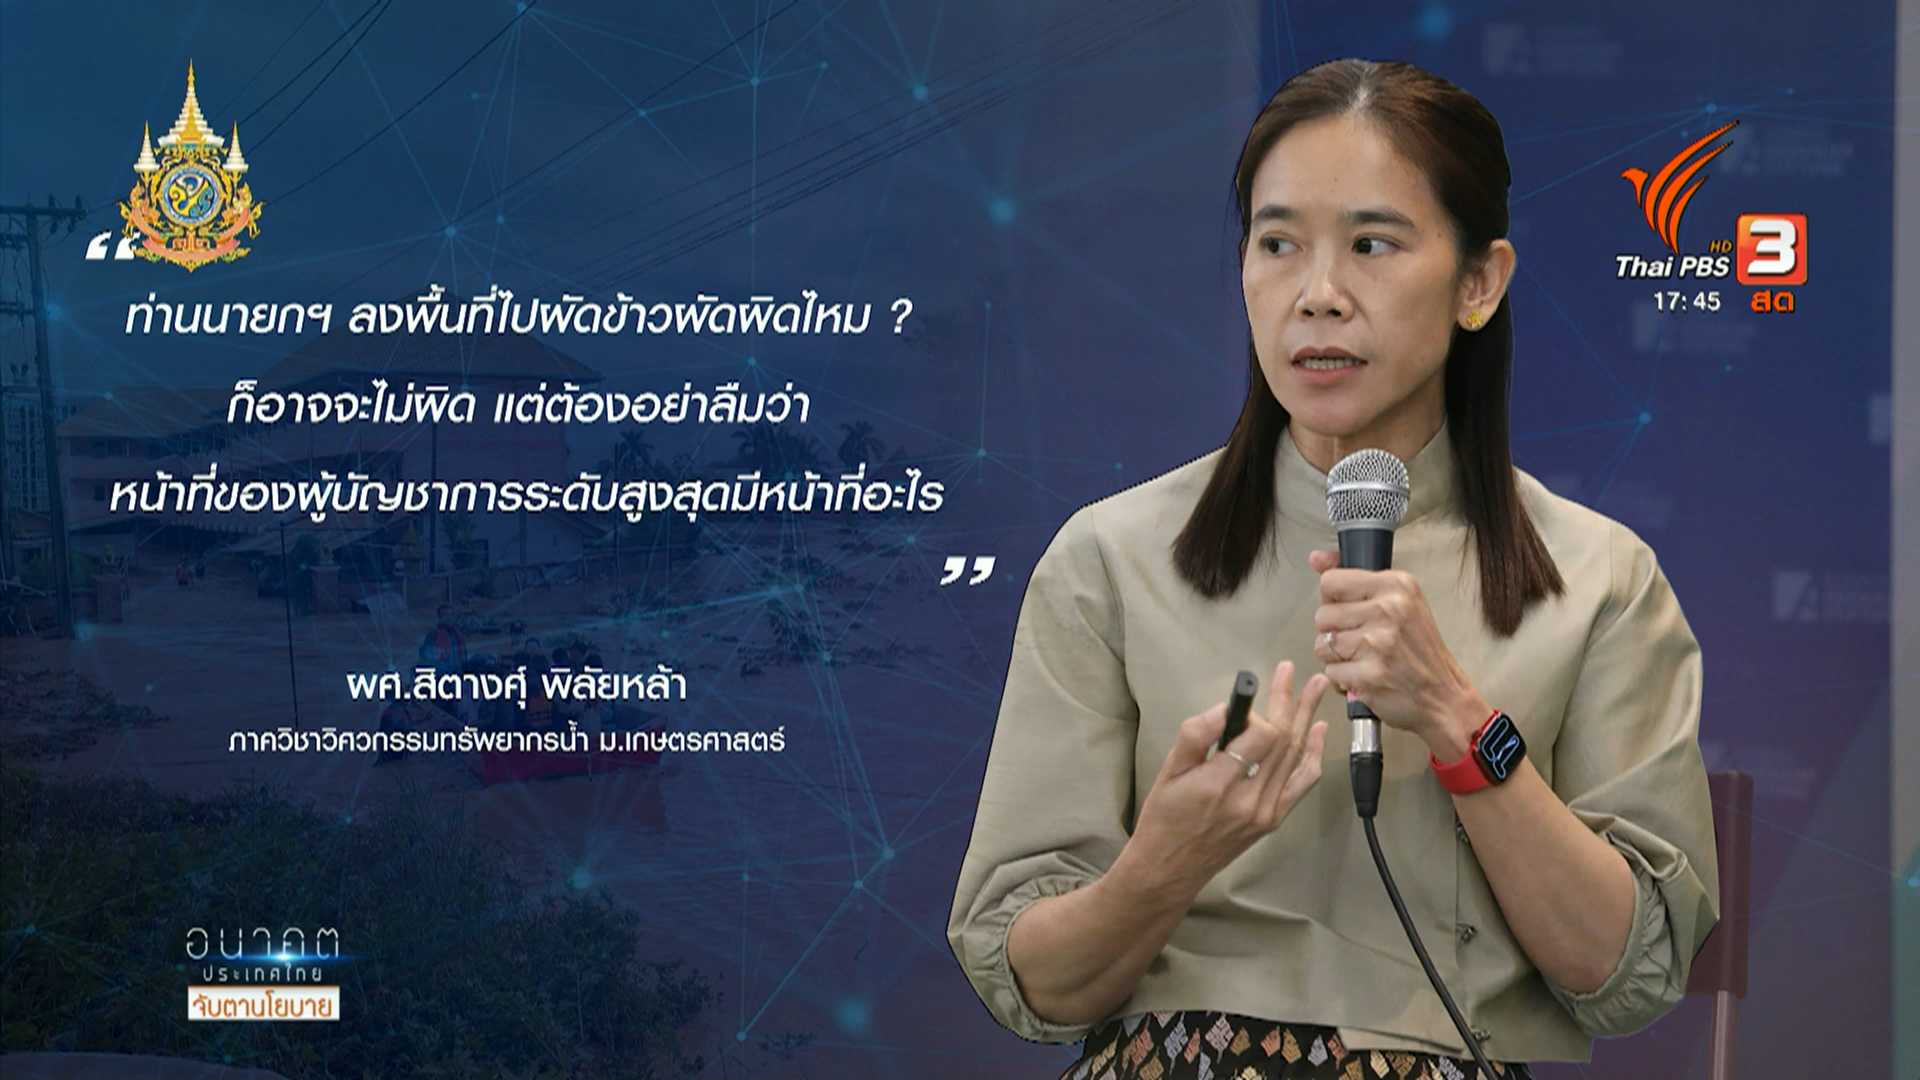 “
ท่านนายกฯ ลงพื้นที่ไปผัดข้าวผัดผิดไหม ?
ก็อาจจะไม่ผิด แต่ต้องอย่าลืมว่า
หน้าที่ของผู้บัญชาการระดับสูงสุดมีหน้าที่อะไร
”
ผศ.สิตางศุ์ พิลัยหล้า
ภาควิชาวิศวกรรมทรัพยากรน้ำ ม.เกษตรศาสตร์
HD
Thai PBS 3
17:45 สด
อนาคต
ประเทศไทย
จับตานโยบาย